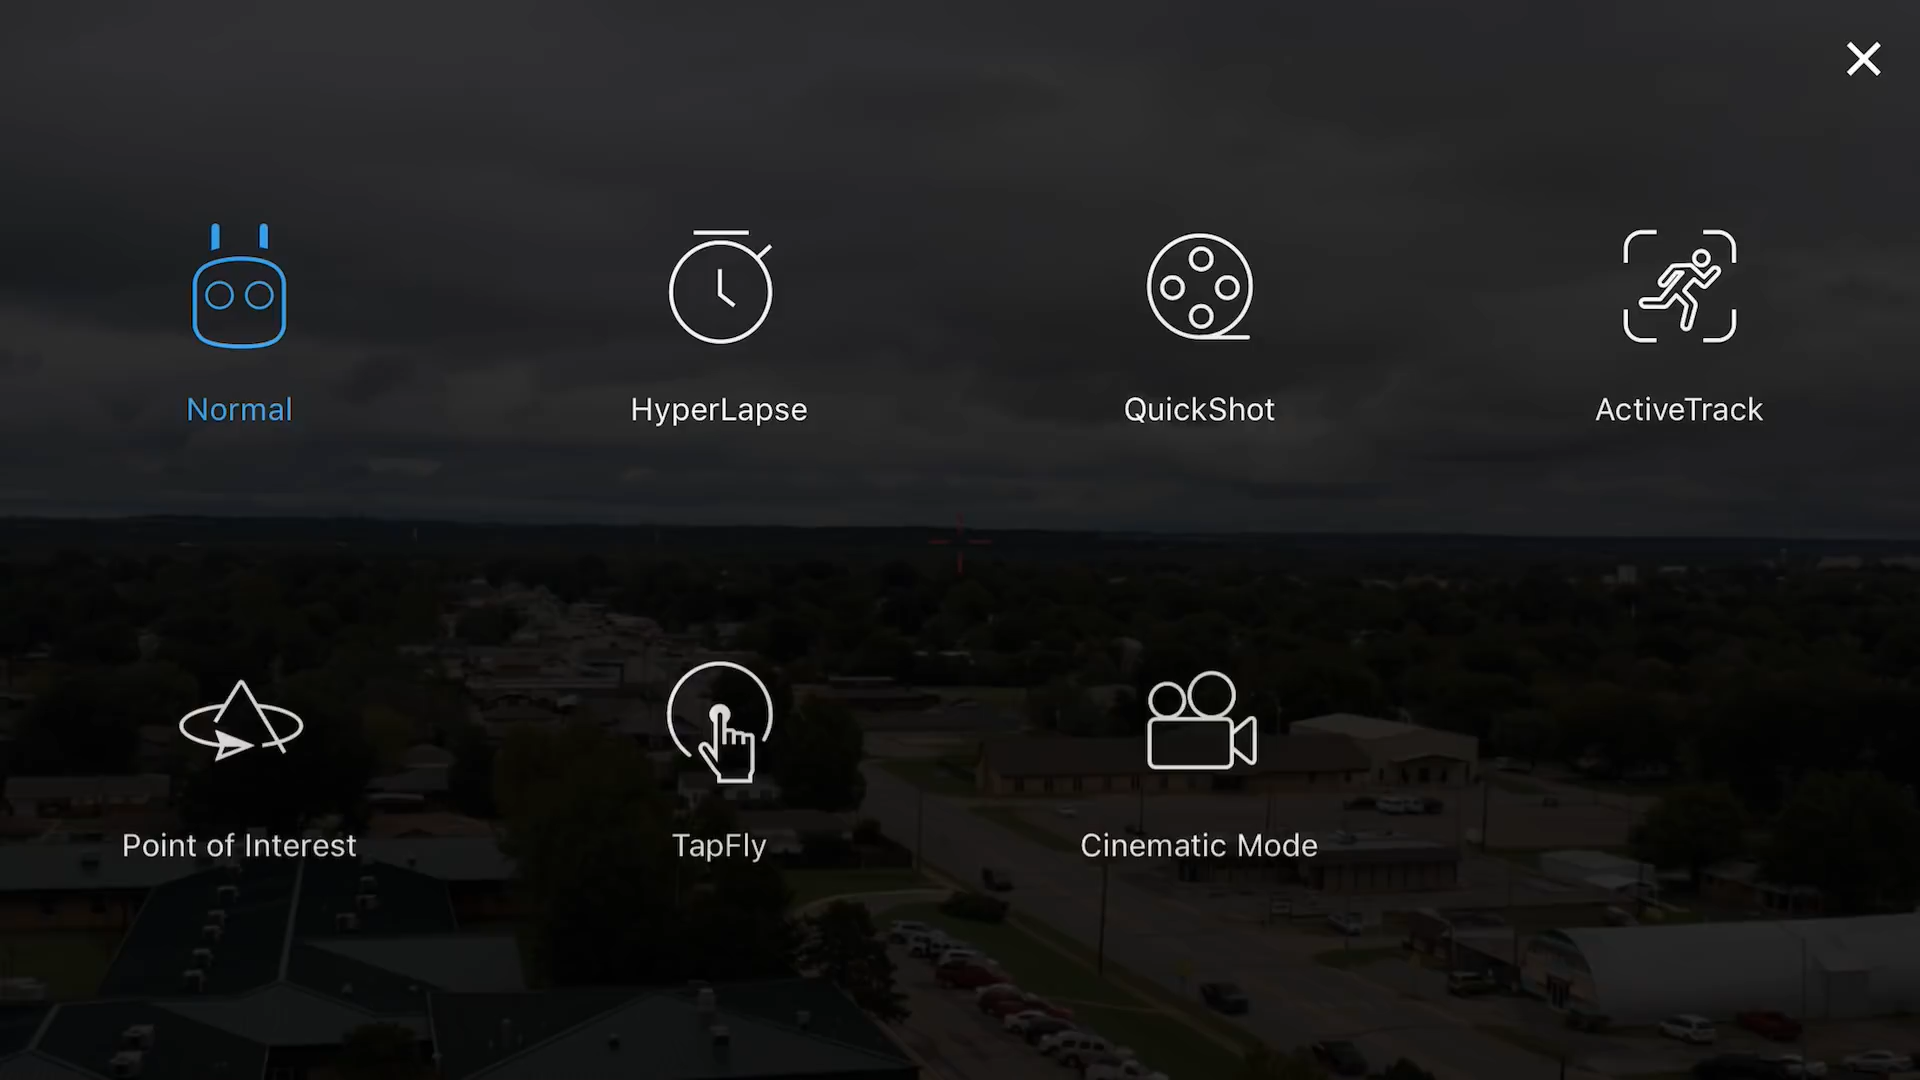 Normal
HyperLapse
QuickShot
ActiveTrack
Point of Interest
TapFly
Cinematic Mode